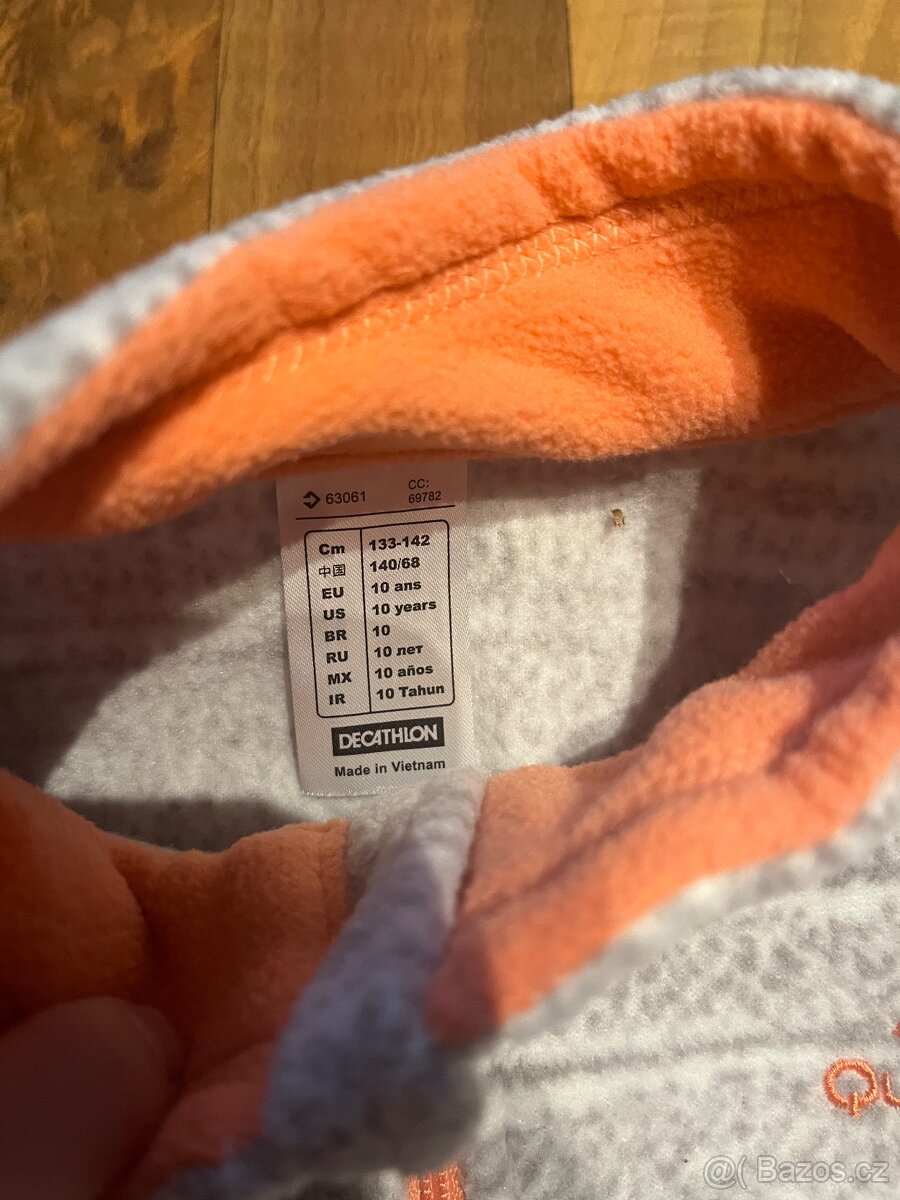 63061 CC:
69782
Cm 133-142
中国 140/68
EU 10 ans
US 10 years
BR 10
RU 10 лет
MX 10 años
IR 10 Tahun
DECATHLON
Made in Vietnam
Qu
@( Bazos.cz